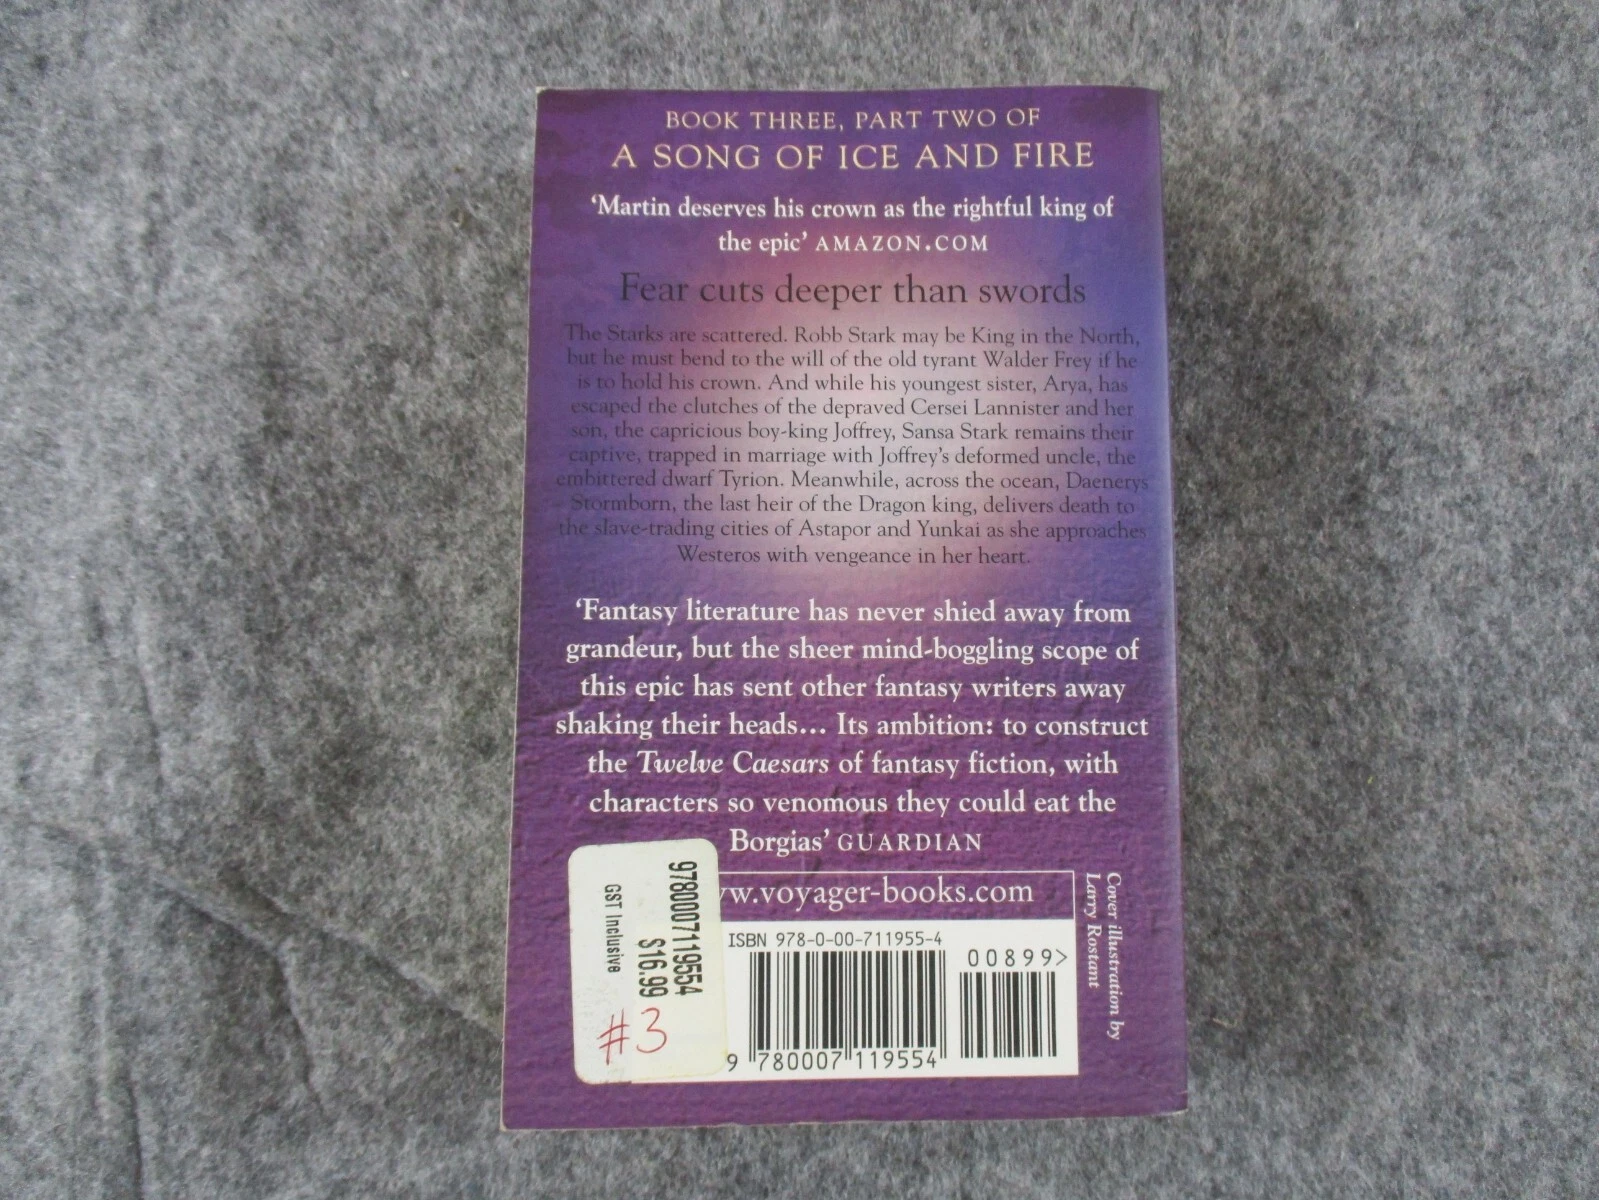 BOOK THREE, PART TWO OF
A SONG OF ICE AND FIRE
‘Martin deserves his crown as the rightful king of
the epic’ AMAZON.COM
Fear cuts deeper than swords
The Starks are scattered. Robb Stark may be King in the North,
but he must bend to the will of the old tyrant Walder Frey if he
is to hold his crown. And while his youngest sister, Arya, has
escaped the clutches of the depraved Cersei Lannister and her
son, the capricious boy-king Joffrey, Sansa Stark remains their
captive, trapped in marriage with Joffrey’s deformed uncle, the
embittered dwarf Tyrion. Meanwhile, across the ocean, Daenerys
Stormborn, the last heir of the Dragon king, delivers death to
the slave-trading cities of Astapor and Yunkai as she approaches
Westeros with vengeance in her heart.
‘Fantasy literature has never shied away from
grandeur, but the sheer mind-boggling scope of
this epic has sent other fantasy writers away
shaking their heads... Its ambition: to construct
the Twelve Caesars of fantasy fiction, with
characters so venomous they could eat the
Borgias’ GUARDIAN
9780007119554
$16.99
GST Inclusive
#3
w.voyager-books.com
ISBN 978-0-00-711955-4
00899>
9 780007 119554
Cover illustration by
Larry Rostant